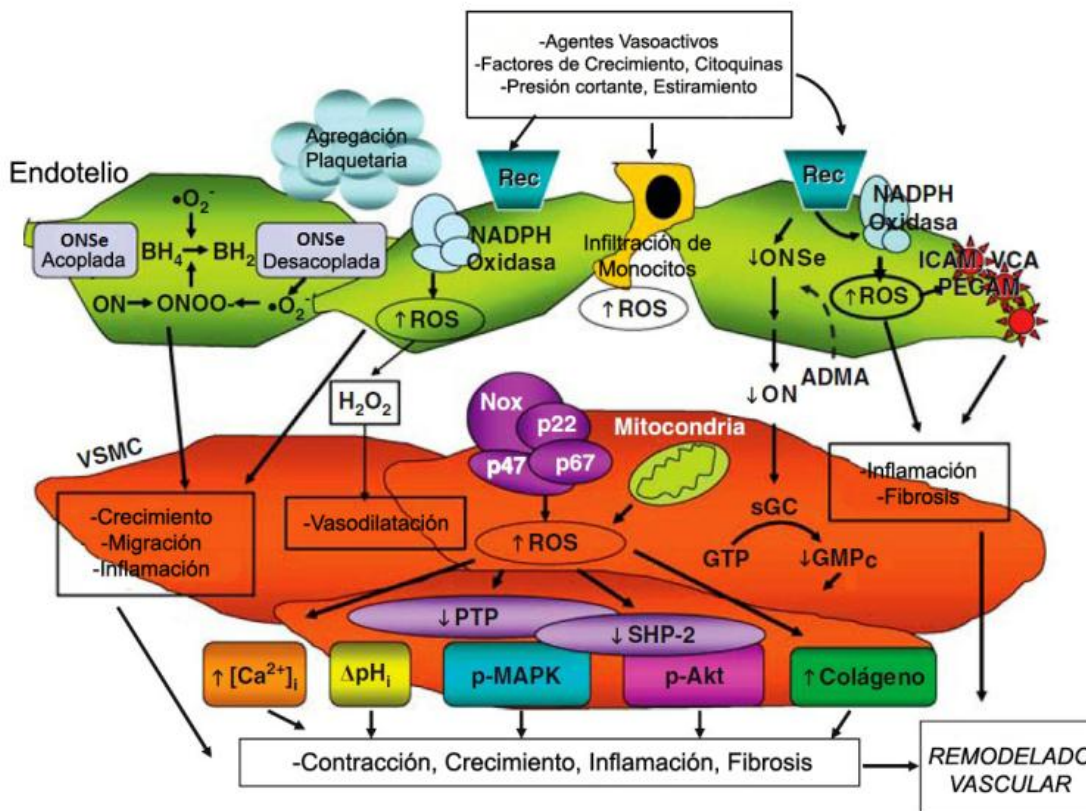 -Agentes Vasoactivos
-Factores de Crecimiento, Citoquinas
-Presión cortante, Estiramiento
Agregación
Plaquetaria
Endotelio
Rec
Rec
•O₂⁻
NADPH
Oxidasa
NADPH
Oxidasa
ONSe
Acoplada
BH₄
BH₂
ONSe
Desacoplada
Infiltración de
Monocitos
↓ONSe
ICAM, VCA
PECAM
ON
ONOO-
•O₂⁻
↑ROS
↑ROS
↑ROS
ADMA
↓ON
H₂O₂
Nox
p22
p47
p67
Mitocondria
VSMC
-Inflamación
-Fibrosis
-Crecimiento
-Migración
-Inflamación
-Vasodilatación
↑ROS
sGC
GTP
↓GMPc
↓PTP
↓SHP-2
↑[Ca²⁺]i
ΔpHi
p-MAPK
p-Akt
↑Colágeno
-Contracción, Crecimiento, Inflamación, Fibrosis
REMODELADO
VASCULAR